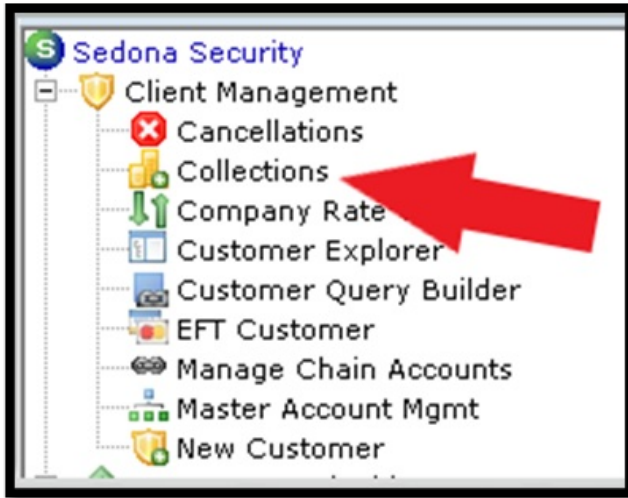 Sedona Security
Client Management
Cancellations
Collections
Company Rate
Customer Explorer
Customer Query Builder
EFT Customer
Manage Chain Accounts
Master Account Mgmt
New Customer